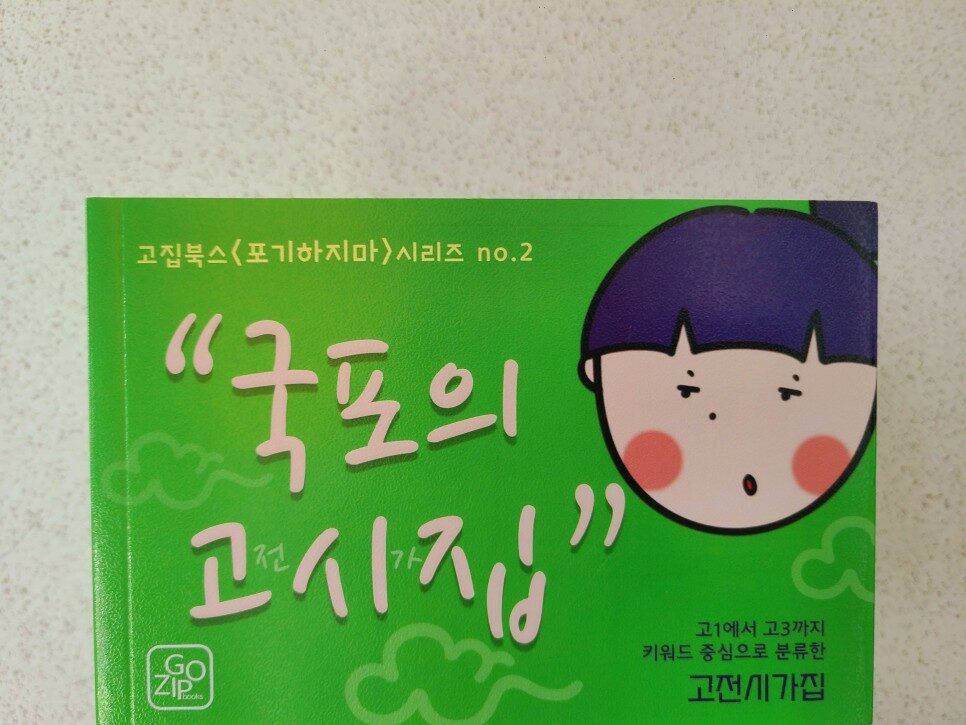 고집북스<포기하지마>시리즈 no.2
“국포의
고전시가집”
고1에서 고3까지
키워드 중심으로 분류한
고전시가집
GO
ZIP books